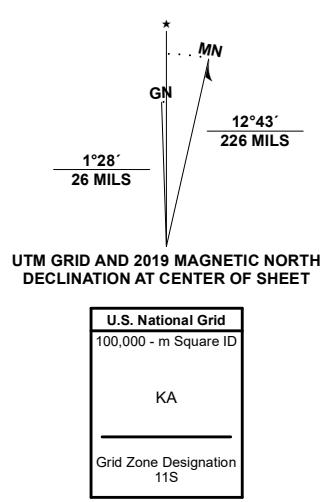 ★
MN
GN
12°43´
226 MILS
1°28´
26 MILS
UTM GRID AND 2019 MAGNETIC NORTH
DECLINATION AT CENTER OF SHEET
U.S. National Grid
100,000 - m Square ID
KA
Grid Zone Designation
11S